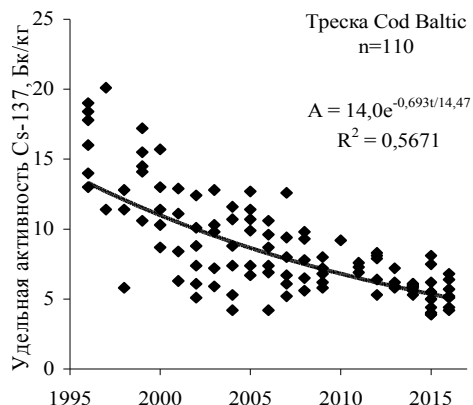 Треска Cod Baltic
n=110
A = 14,0e^-0,693t/14,47
R² = 0,5671
Удельная активность Cs-137, Бк/кг
25
20
15
10
5
0
1995 2000 2005 2010 2015